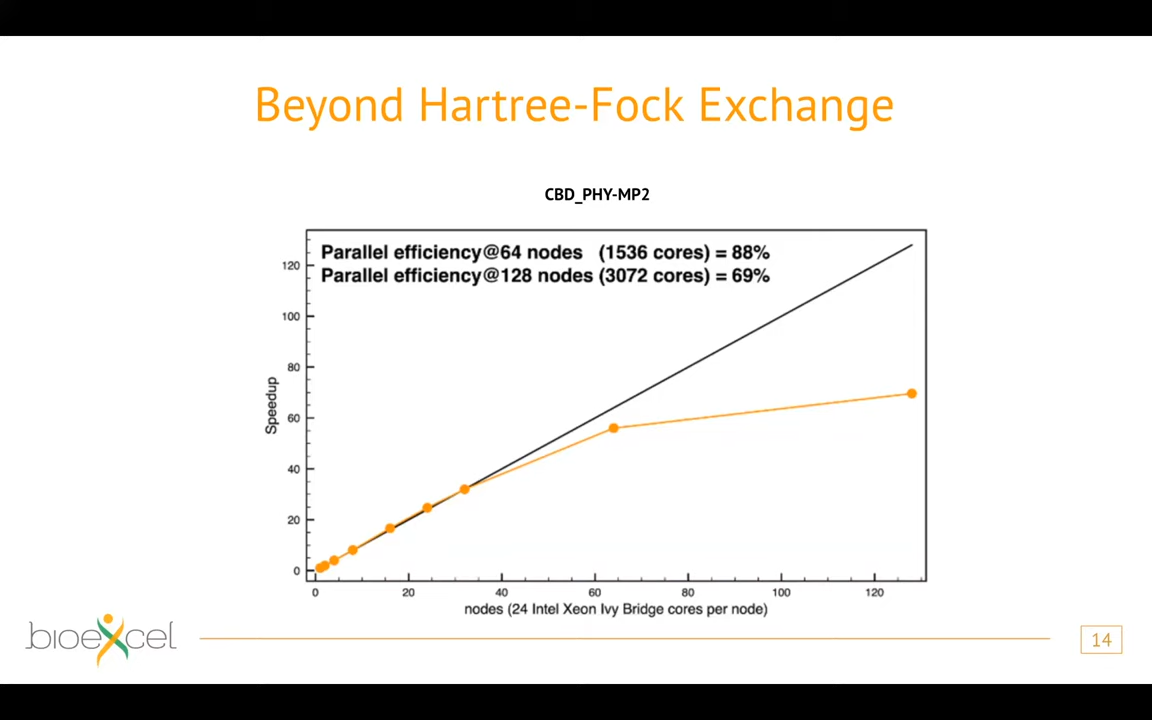 Beyond Hartree-Fock Exchange
CBD_PHY-MP2
Parallel efficiency@64 nodes (1536 cores) = 88%
Parallel efficiency@128 nodes (3072 cores) = 69%
120
100
80
60
40
20
0
Speedup
0 20 40 60 80 100 120
nodes (24 Intel Xeon Ivy Bridge cores per node)
bioexcel
14